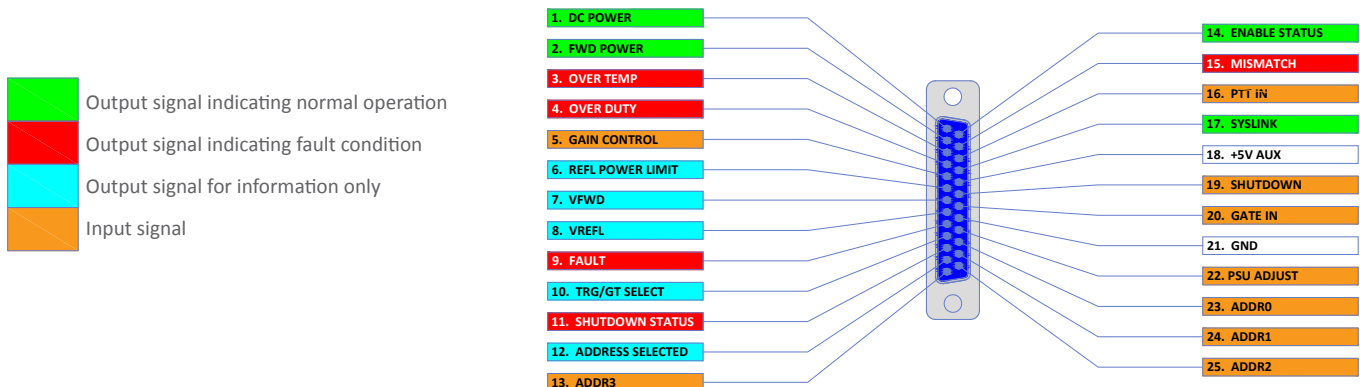 Output signal indicating normal operation
Output signal indicating fault condition
Output signal for information only
Input signal
1. DC POWER
2. FWD POWER
3. OVER TEMP
4. OVER DUTY
5. GAIN CONTROL
6. REFL POWER LIMIT
7. VFWD
8. VREFL
9. FAULT
10. TRG/GT SELECT
11. SHUTDOWN STATUS
12. ADDRESS SELECTED
13. ADDR3
14. ENABLE STATUS
15. MISMATCH
16. PTT IN
17. SYSLINK
18. +5V AUX
19. SHUTDOWN
20. GATE IN
21. GND
22. PSU ADJUST
23. ADDR0
24. ADDR1
25. ADDR2